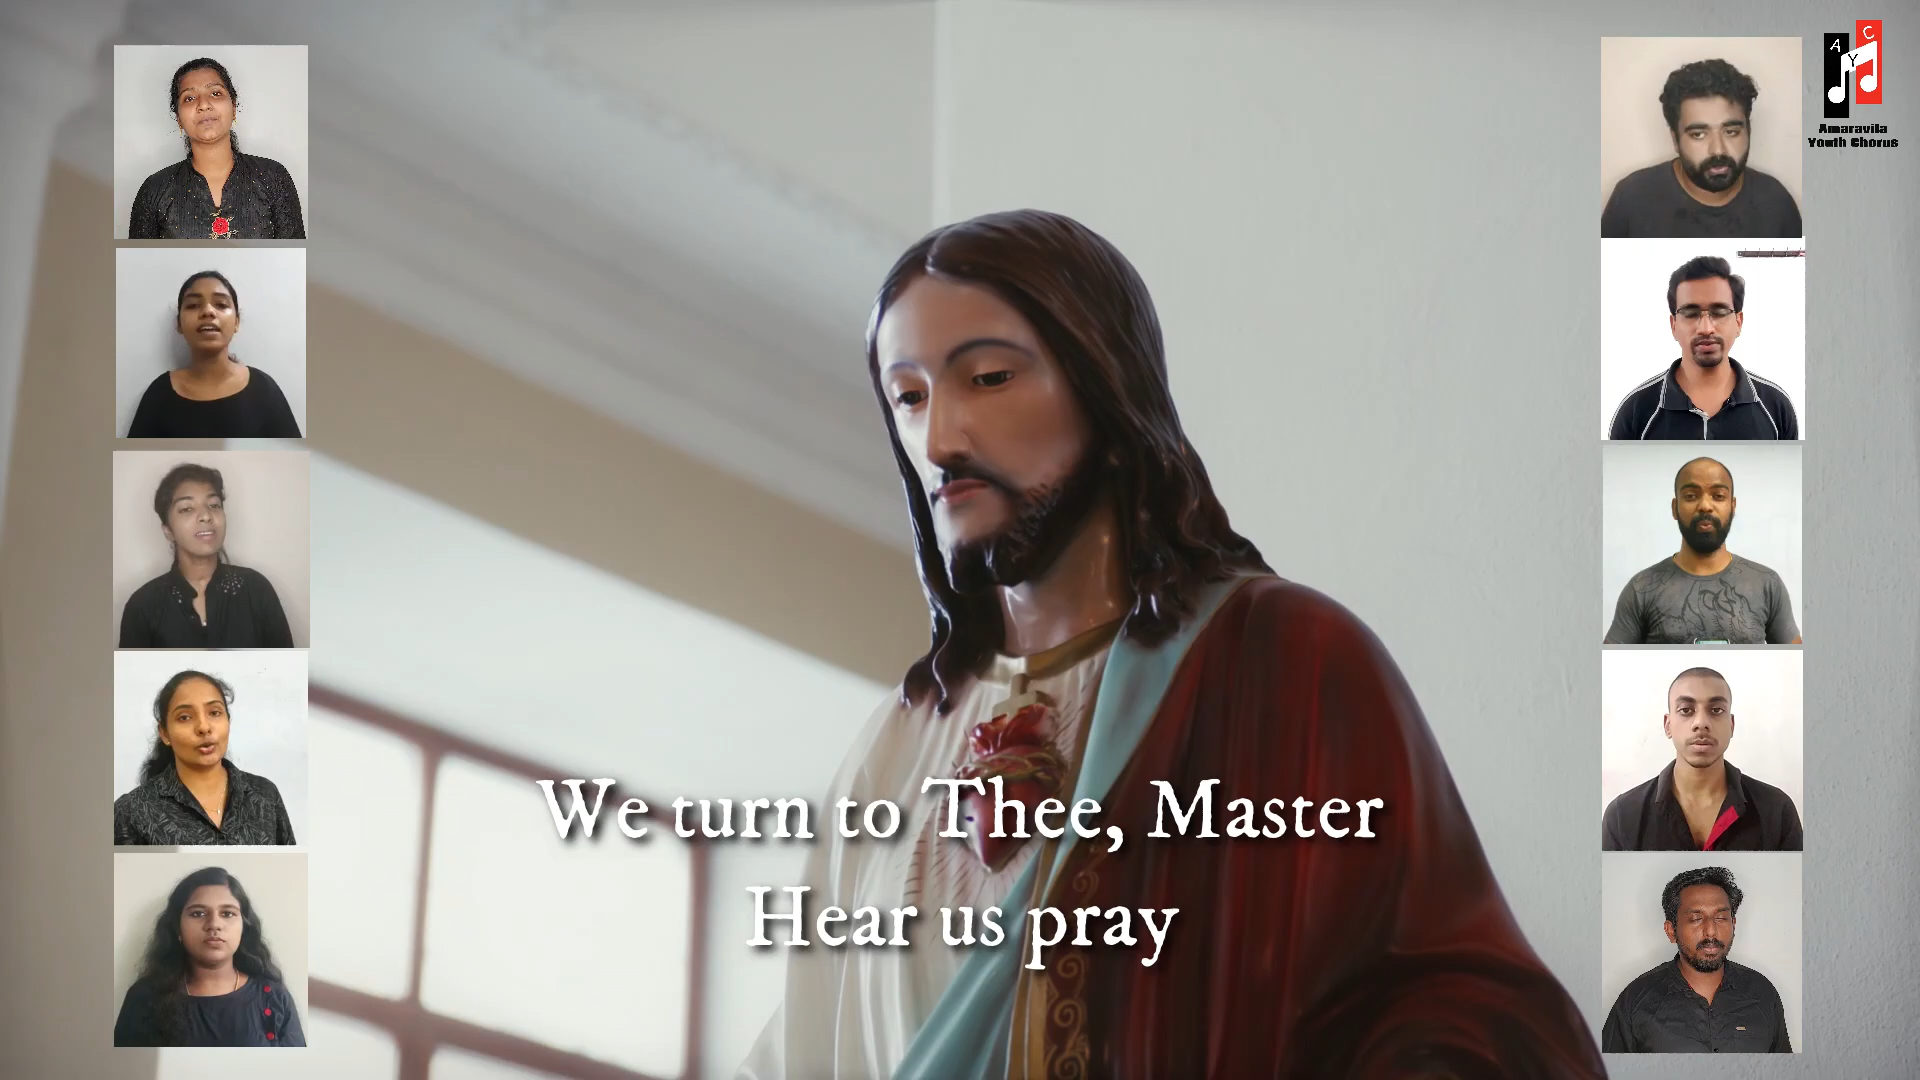 A
C
Y
Amaravila
Youth Chorus
We turn to Thee, Master
Hear us pray